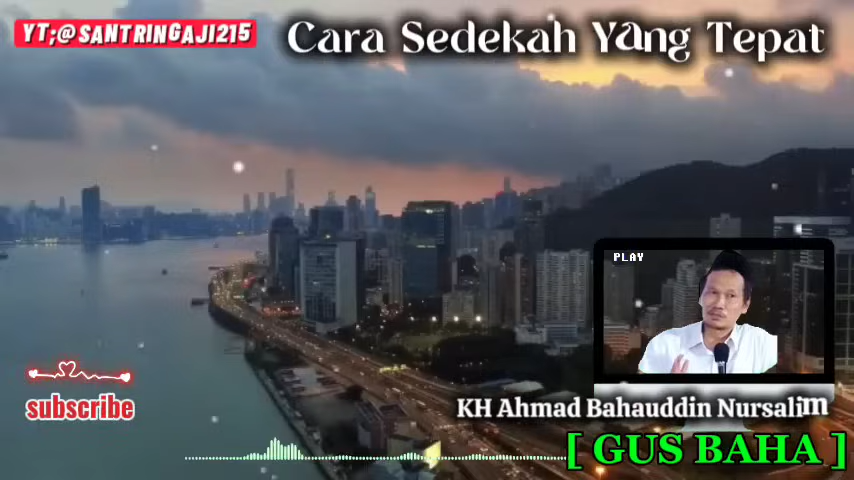 YT;@SANTRINGAJI215
Cara Sedekah Yang Tepat
PLAY
subscribe
KH Ahmad Bahauddin Nursalim
[ GUS BAHA ]